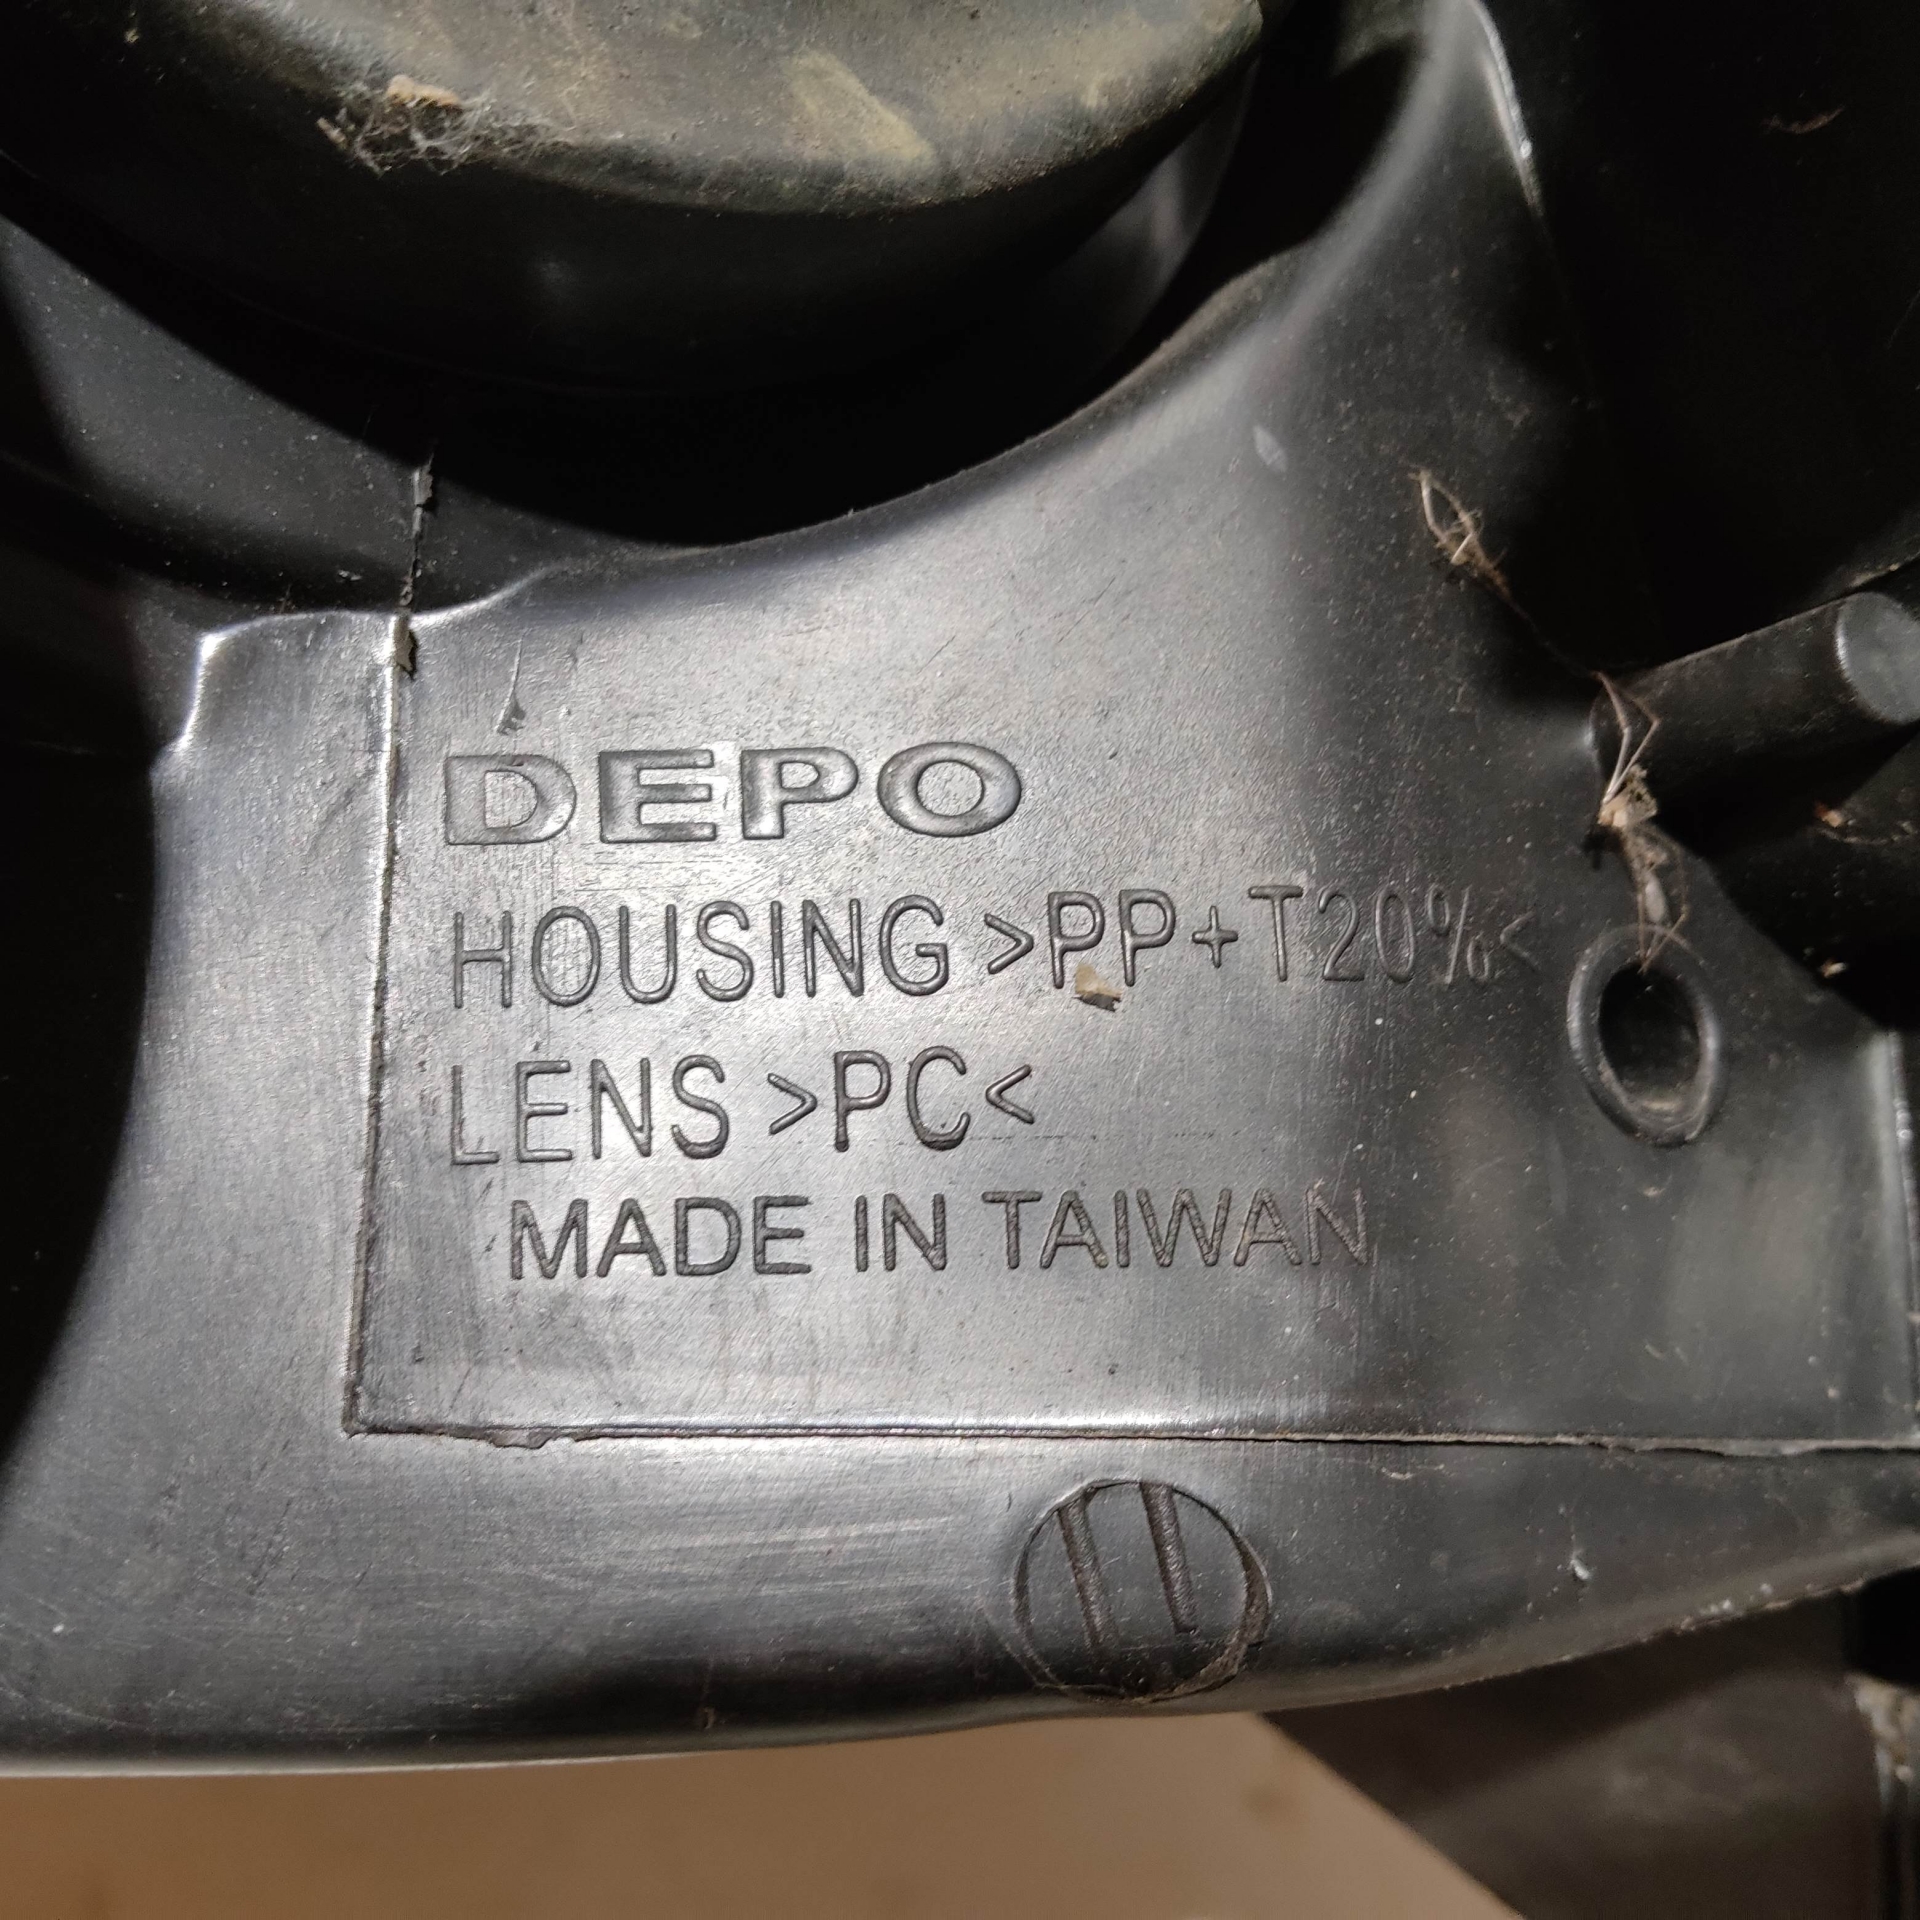 DEPO
HOUSING >PP+T20%<
LENS >PC<
MADE IN TAIWAN